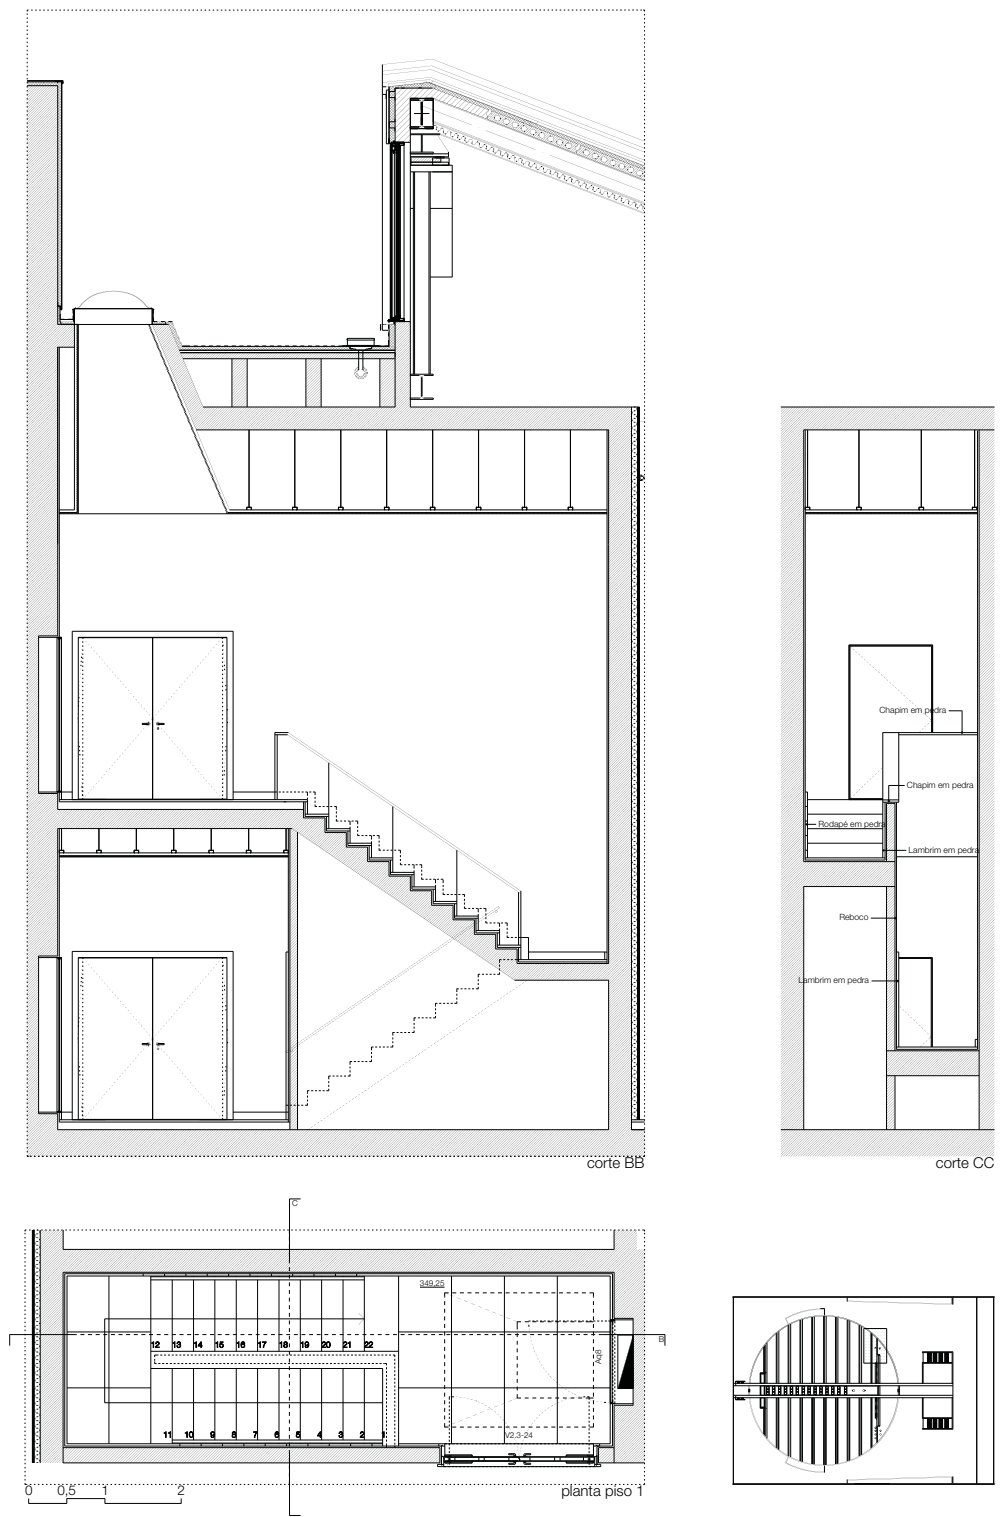 Chapim em pedra
Chapim em pedra
Rodapé em pedra
Lambrim em pedra
Reboco
Lambrim em pedra
corte BB
corte CC
C
349,25
B
12 13 14 15 16 17 18 19 20 21 22
Aq8
11 10 9 8 7 6 5 4 3 2 1
V2,3-24
0 0,5 1 2
planta piso 1